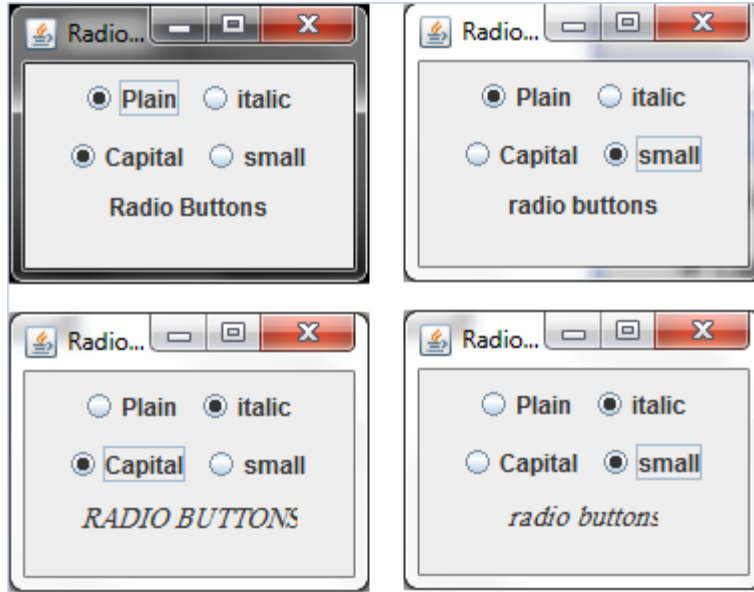 Radio...
Plain italic
Capital small
Radio Buttons
Radio...
Plain italic
Capital small
radio buttons
Radio...
Plain italic
Capital small
RADIO BUTTONS
Radio...
Plain italic
Capital small
radio buttons